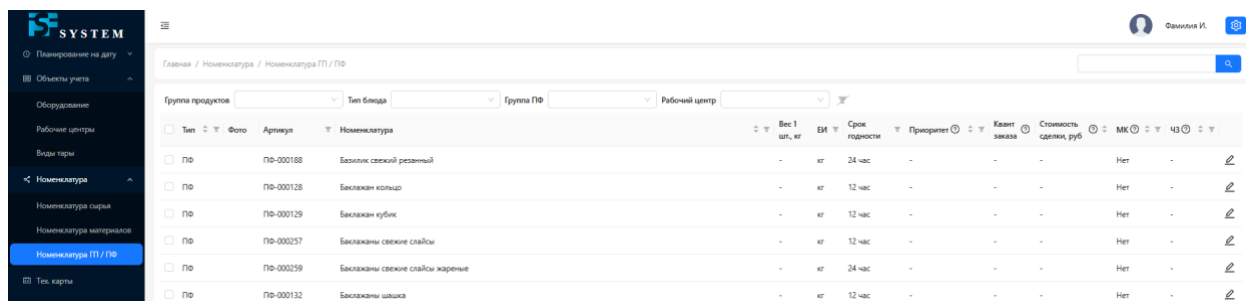 SYSTEM
Фамилия И.
Планирование на дату
Объекты учета
Оборудование
Рабочие центры
Виды тары
Номенклатура
Номенклатура сырья
Номенклатура материалов
Номенклатура ГП / ПФ
Тех. карты
Главная / Номенклатура / Номенклатура ГП / ПФ
Группа продуктов Тип блюда Группа ПФ Рабочий центр
Тип Фото Артикул Номенклатура Вес 1 шт., кг ЕИ Срок годности Приоритет Квант заказа Стоимость сделки, руб МК ЧЗ
ПФ ПФ-000188 Базилик свежий резанный - кг 24 час - - - Нет -
ПФ ПФ-000128 Баклажан кольцо - кг 12 час - - - Нет -
ПФ ПФ-000129 Баклажан кубик - кг 12 час - - - Нет -
ПФ ПФ-000257 Баклажаны свежие слайсы - кг 12 час - - - Нет -
ПФ ПФ-000259 Баклажаны свежие слайсы жареные - кг 24 час - - - Нет -
ПФ ПФ-000132 Баклажаны шашка - кг 12 час - - - Нет -